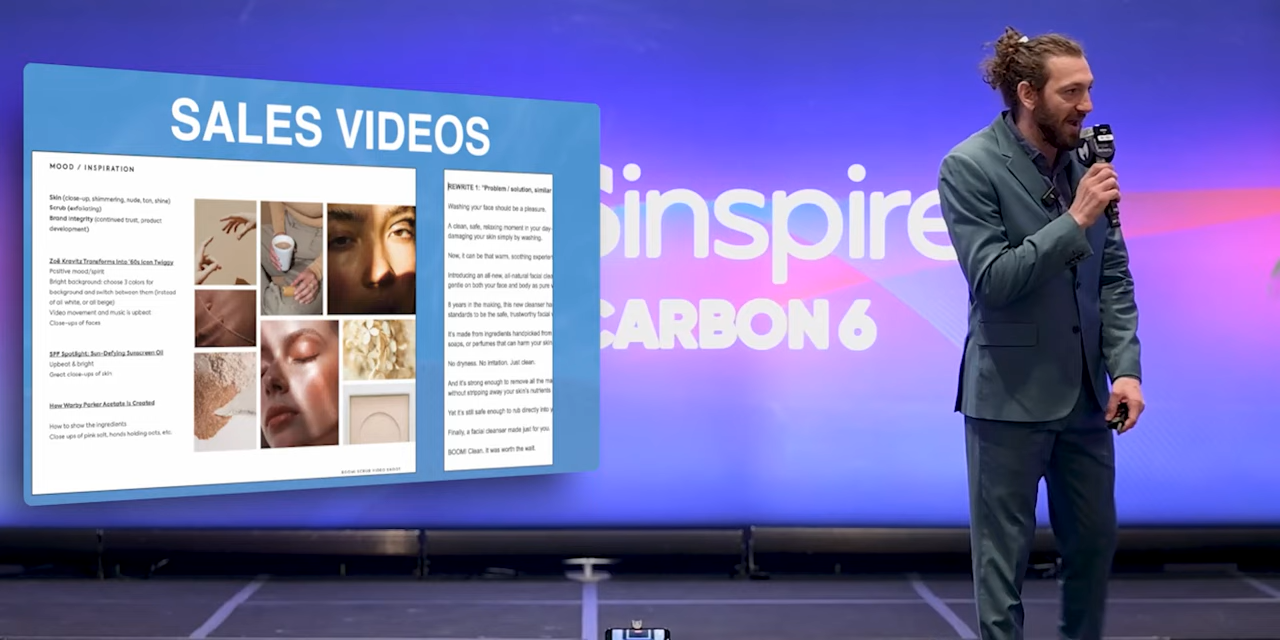 SALES VIDEOS
MOOD / INSPIRATION
Skin (close-up, shimmering, nude, tan, shine)
Scrub (exfoliating)
Brand integrity (continued trust, product
development)
Zoë Kravitz Transforms Into '60s Icon Twiggy
Positive mood/spirit
Bright background: choose 3 colors for
background and switch between them (instead
of all white, or all beige)
Video movement and music is upbeat
Close-ups of faces
SPF Spotlight: Sun-Defying Sunscreen Oil
Upbeat & bright
Great close-ups of skin
How Warby Parker Acetate is Created
How to show the ingredients
Close ups of pink salt, hands holding oats, etc.
BOOM! SCRUB VIDEO SHOOT
REWRITE 1: "Problem / solution, similar
Washing your face should be a pleasure.
A clean, safe, relaxing moment in your day-
damaging your skin simply by washing.
Now, it can be that warm, soothing
Introducing an all-new, all-natural facial
gentle on both your face and body as pure
8 years in the making, this new cleanser
standards to be the safe, trustworthy facial
It's made from ingredients handpicked from
soaps, or perfumes that can harm your skin
No dryness. No irritation. Just clean.
And it's strong enough to remove all the
without stripping away your skin's nutrients
Yet it's still safe enough to rub directly into
Finally, a facial cleanser made just for you.
BOOM! Clean. It was worth the wait.
Sinspire
CARBON 6